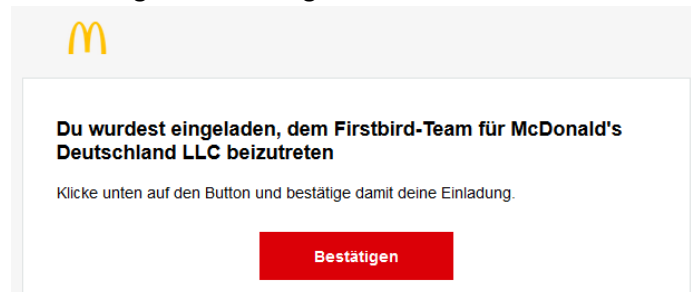 Du wurdest eingeladen, dem Firstbird-Team für McDonald's
Deutschland LLC beizutreten
Klicke unten auf den Button und bestätige damit deine Einladung.
Bestätigen